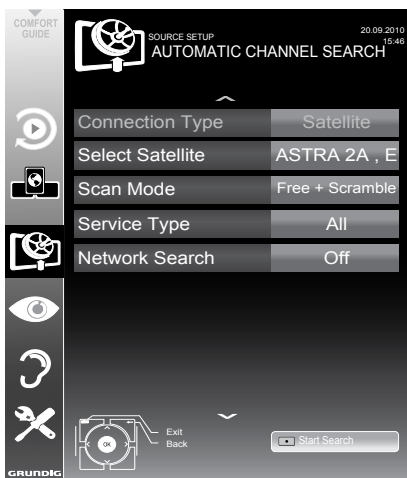 COMFORT
GUIDE
SOURCE SETUP
AUTOMATIC CHANNEL SEARCH
20.09.2010
15:46
Connection Type Satellite
Select Satellite ASTRA 2A , E
Scan Mode Free + Scramble
Service Type All
Network Search Off
Exit
Back
OK
Start Search
GRUNDIG